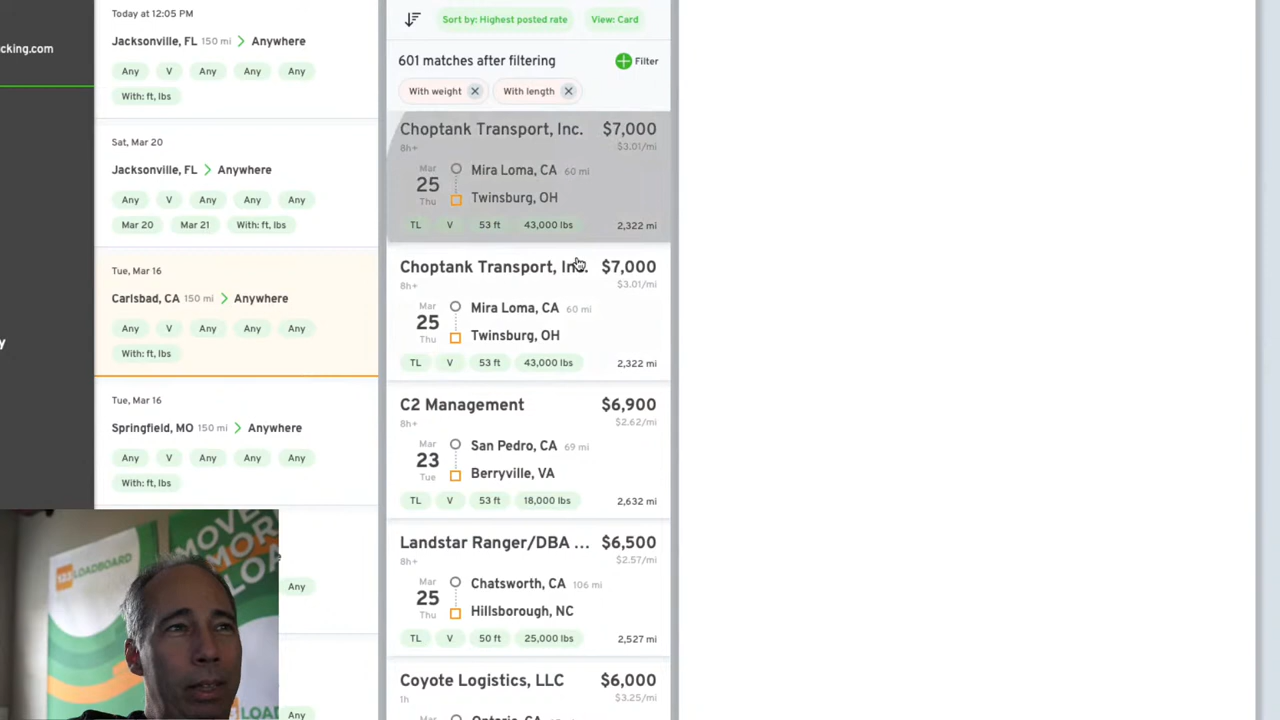 cking.com
y
Today at 12:05 PM
Jacksonville, FL 150 mi > Anywhere
Any V Any Any Any
With: ft, lbs
Sat, Mar 20
Jacksonville, FL > Anywhere
Any V Any Any Any
Mar 20 Mar 21 With: ft, lbs
Tue, Mar 16
Carlsbad, CA 150 mi > Anywhere
Any V Any Any Any
With: ft, lbs
Tue, Mar 16
Springfield, MO 150 mi > Anywhere
Any V Any Any Any
With: ft, lbs
Any
Any
Sort by: Highest posted rate View: Card
601 matches after filtering Filter
With weight With length
Choptank Transport, Inc. $7,000
8h+ $3.01/mi
Mar
25
Thu
Mira Loma, CA 60 mi
Twinsburg, OH
TL V 53 ft 43,000 lbs 2,322 mi
Choptank Transport, Inc. $7,000
8h+ $3.01/mi
Mar
25
Thu
Mira Loma, CA 60 mi
Twinsburg, OH
TL V 53 ft 43,000 lbs 2,322 mi
C2 Management $6,900
8h+ $2.62/mi
Mar
23
Tue
San Pedro, CA 69 mi
Berryville, VA
TL V 53 ft 18,000 lbs 2,632 mi
Landstar Ranger/DBA ... $6,500
8h+ $2.57/mi
Mar
25
Thu
Chatsworth, CA 106 mi
Hillsborough, NC
TL V 50 ft 25,000 lbs 2,527 mi
Coyote Logistics, LLC $6,000
1h $3.25/mi
Mar
Ontario, CA
MOVE
MORE
LOA
123LOADBOARD
LOAD